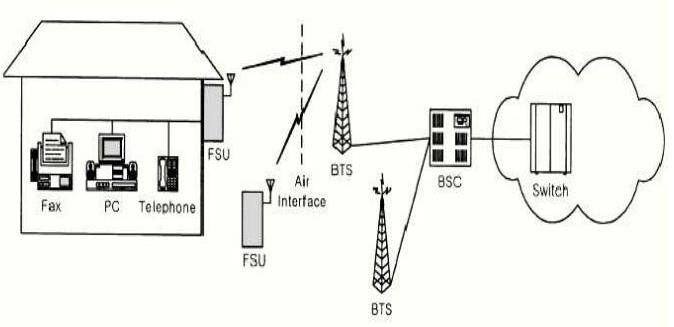 FSU
BTS
BSC
Switch
Air
Interface
Fax
PC
Telephone
FSU
BTS